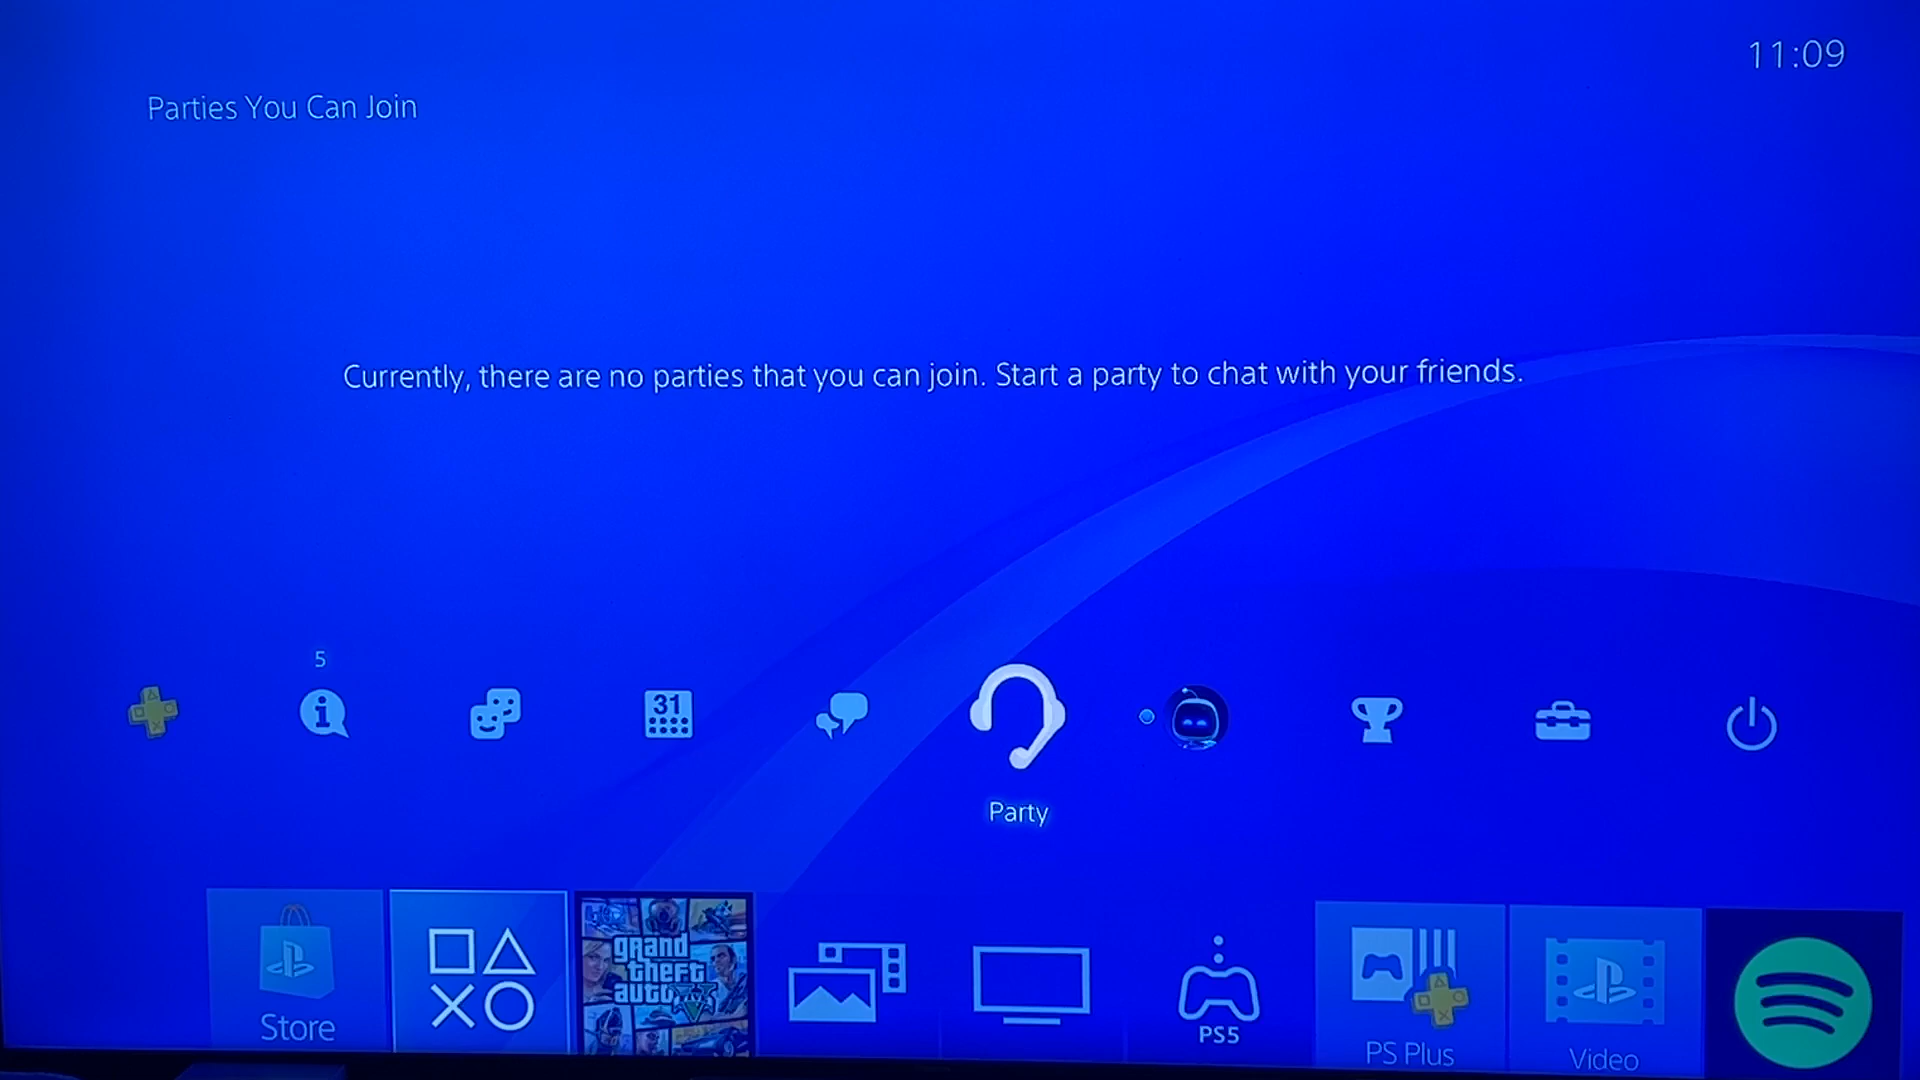 11:09
Parties You Can Join
Currently, there are no parties that you can join. Start a party to chat with your friends.
5
31
Party
Store
grand
theft
auto
V
PS5
PS Plus
Video